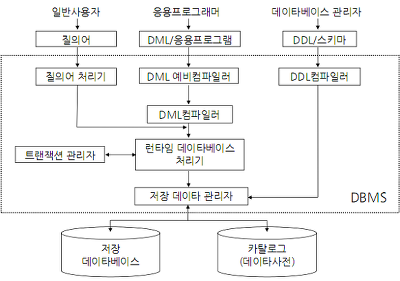 일반사용자 응용프로그래머 데이타베이스 관리자
질의어 DML/응용프로그램 DDL/스키마
질의어 처리기 DML 예비컴파일러 DDL컴파일러
DML컴파일러
트랜잭션 관리자
런타임 데이타베이스
처리기
저장 데이타 관리자
DBMS
저장
데이타베이스
카탈로그
(데이타사전)